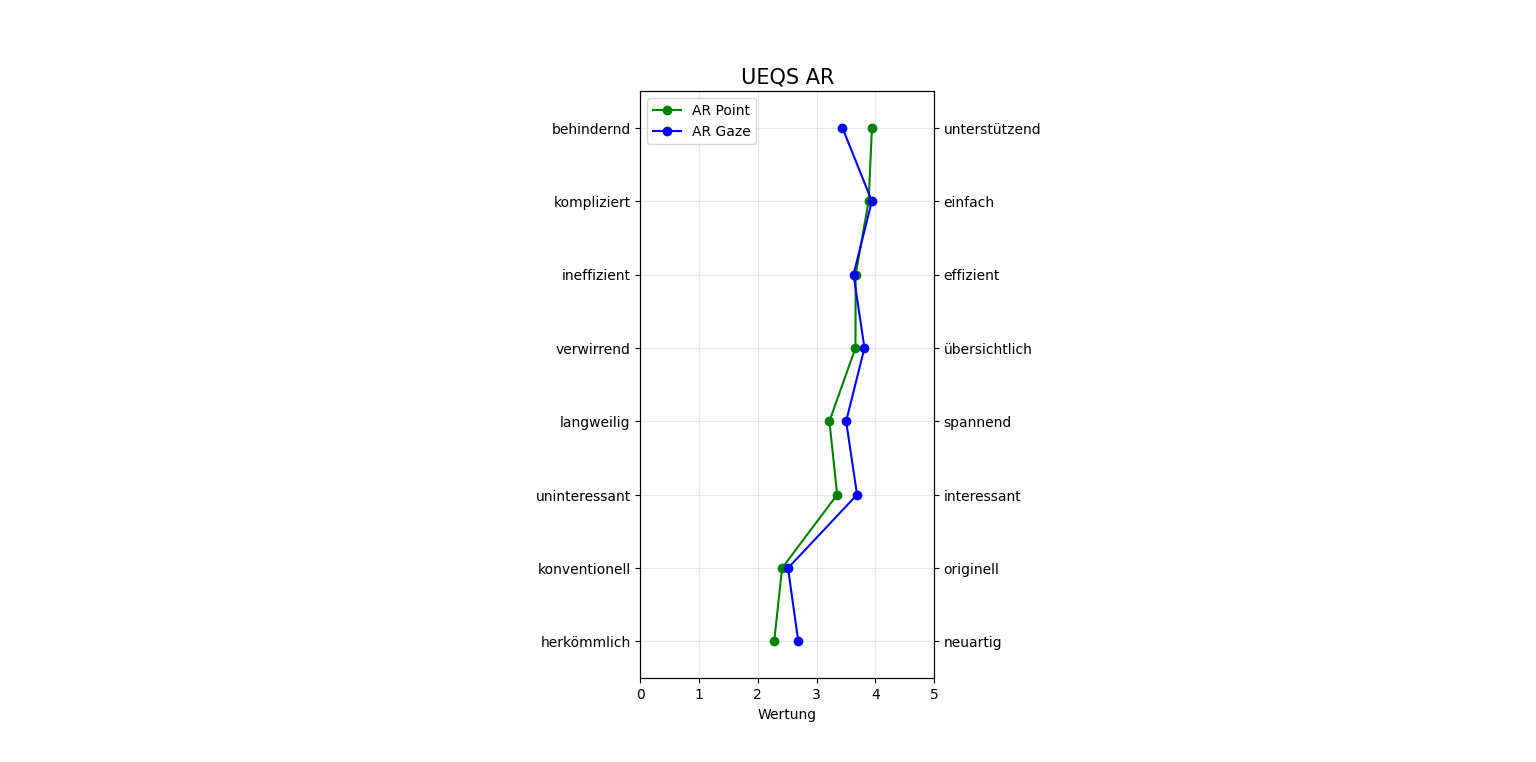 UEQS AR
AR Point
AR Gaze
behindernd unterstützend
kompliziert einfach
ineffizient effizient
verwirrend übersichtlich
langweilig spannend
uninteressant interessant
konventionell originell
herkömmlich neuartig
0 1 2 3 4 5
Wertung